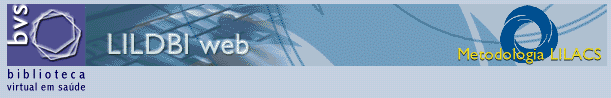 bvs
LILDBI web
Metodologia LILACS
biblioteca
virtual em saúde